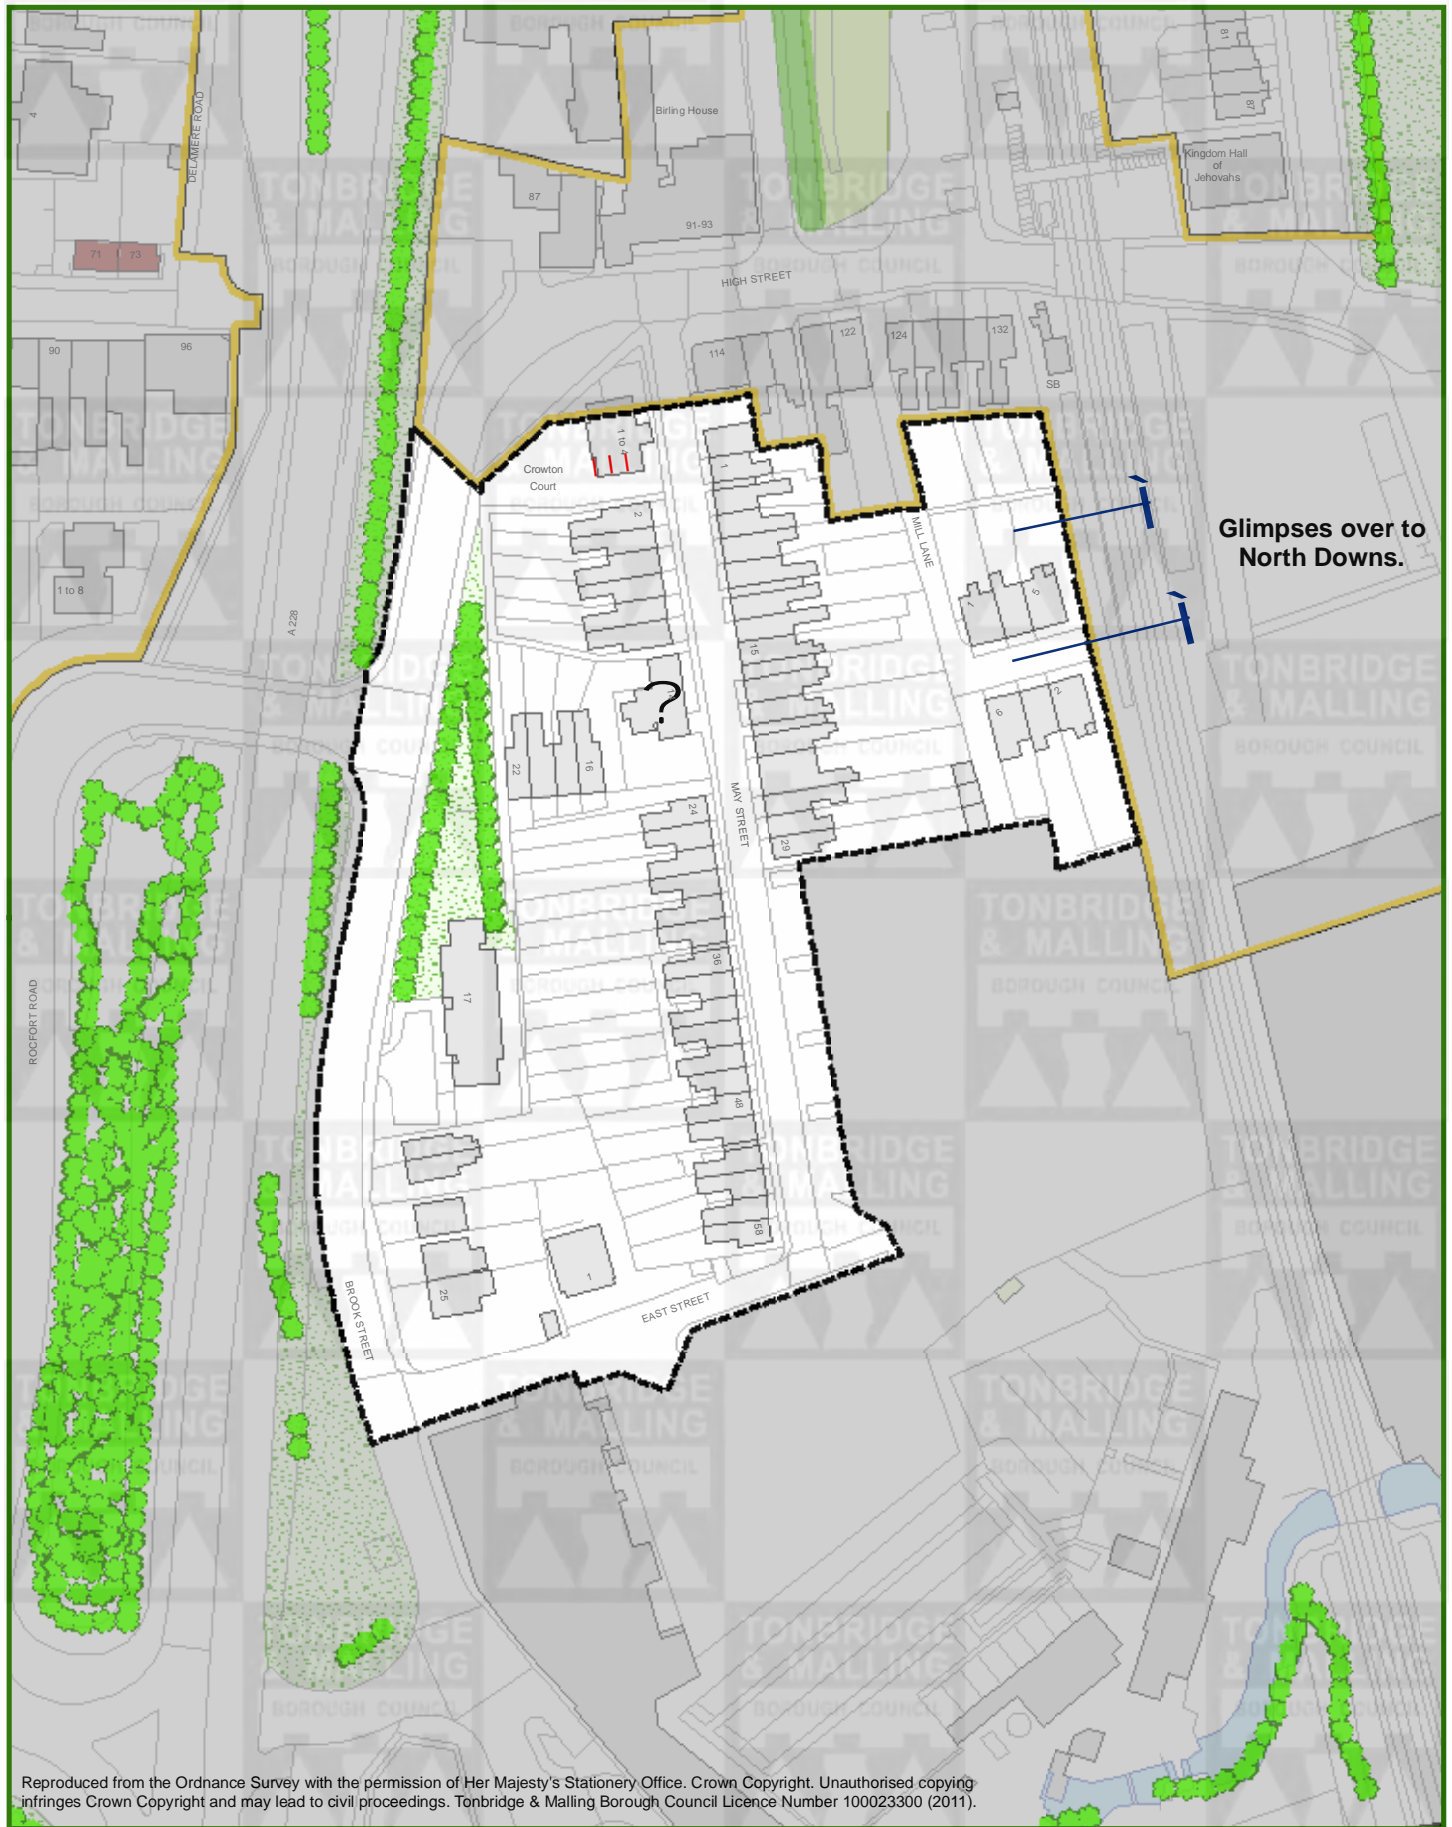 4
DELAMERE ROAD
Birling House
81
87
Kingdom Hall
of
Jehovahs
87
91-93
71
73
HIGH STREET
90
96
114
122
124
132
SB
1 to 4
Crowton
Court
1
2
MILL LANE
Glimpses over to
North Downs.
1 to 8
A 228
1
5
15
?
6
2
22
16
MAY STREET
24
29
36
17
ROCFORT ROAD
48
58
1
25
BROOK STREET
EAST STREET
TONBRIDGE
& MALLING
BOROUGH COUNCIL
Reproduced from the Ordnance Survey with the permission of Her Majesty's Stationery Office. Crown Copyright. Unauthorised copying
infringes Crown Copyright and may lead to civil proceedings. Tonbridge & Malling Borough Council Licence Number 100023300 (2011).